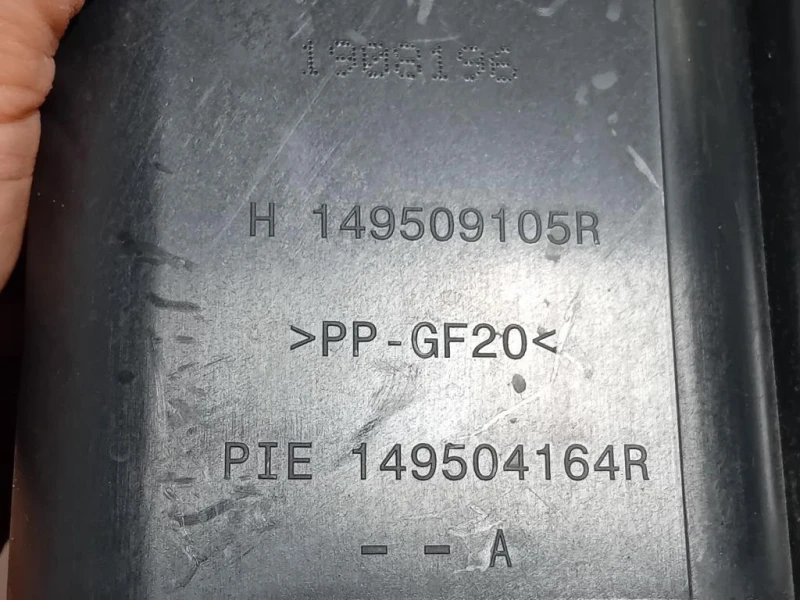 1908196
H 149509105R
>PP-GF20<
PIE 149504164R
- - A